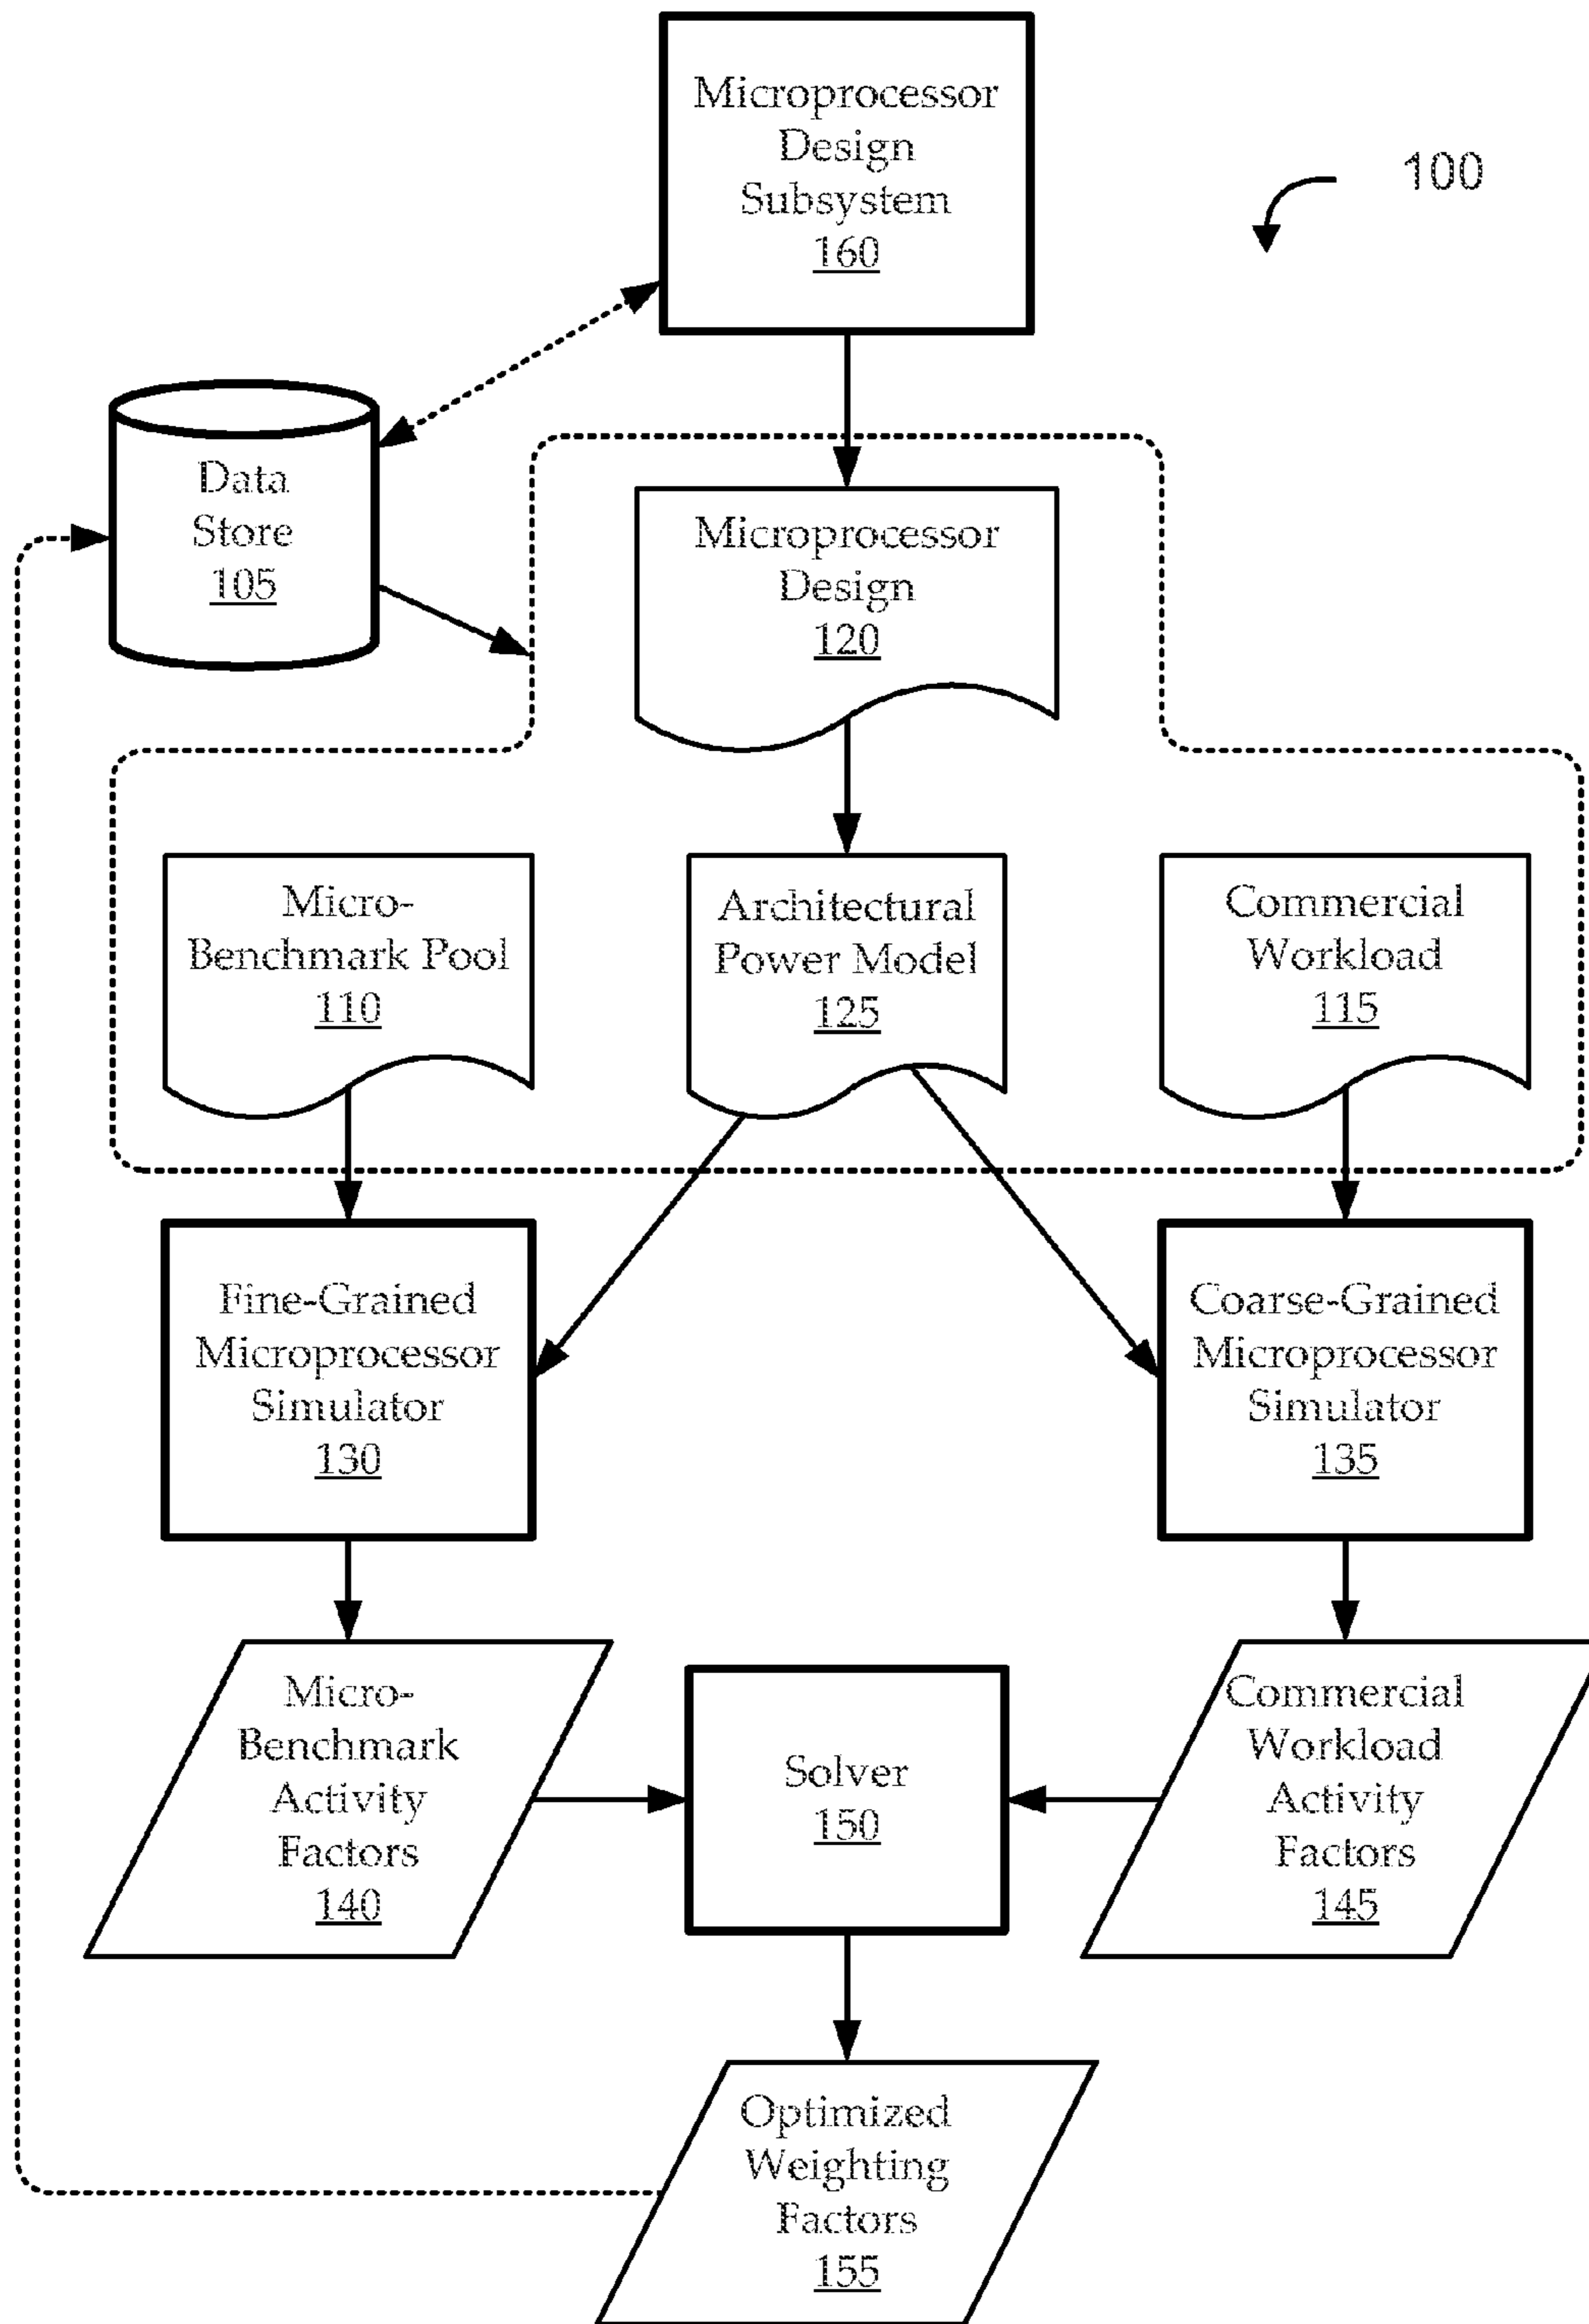 Microprocessor
Design
Subsystem
160
100
Data
Store
105
Microprocessor
Design
120
Micro-
Benchmark Pool
110
Architectural
Power Model
125
Commercial
Workload
115
Fine-Grained
Microprocessor
Simulator
130
Coarse-Grained
Microprocessor
Simulator
135
Micro-
Benchmark
Activity
Factors
140
Solver
150
Commercial
Workload
Activity
Factors
145
Optimized
Weighting
Factors
155